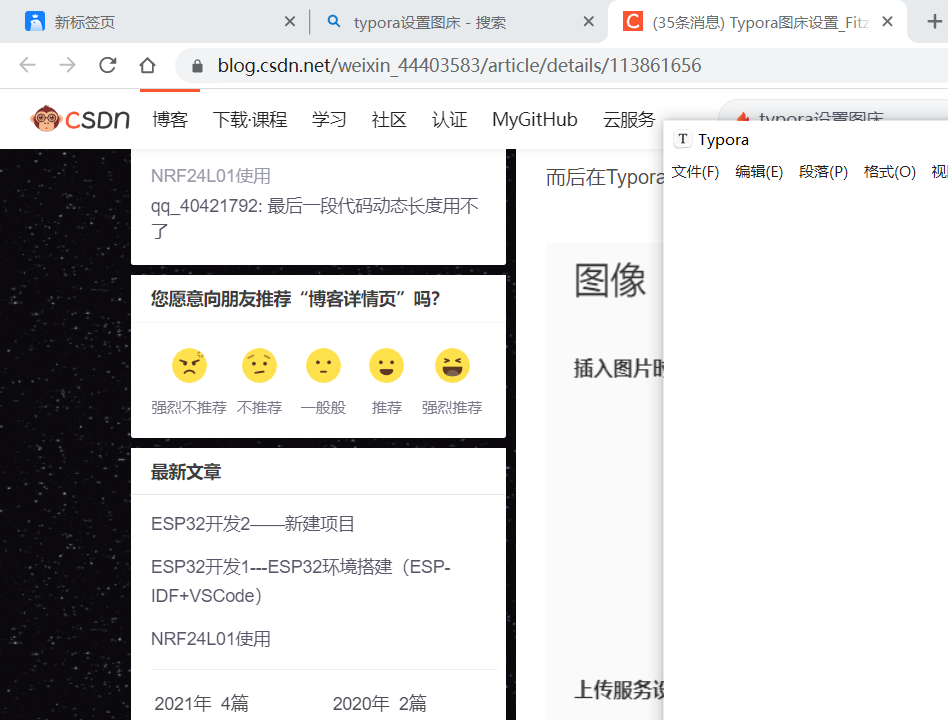 新标签页
typora设置图床 - 搜索
(35条消息) Typora图床设置_Fitz
blog.csdn.net/weixin_44403583/article/details/113861656
CSDN 博客 下载·课程 学习 社区 认证 MyGitHub 云服务
typora设置图床
T Typora
文件(F) 编辑(E) 段落(P) 格式(O) 视
NRF24L01使用
qq_40421792: 最后一段代码动态长度用不
了
而后在Typora
您愿意向朋友推荐“博客详情页”吗？
强烈不推荐 不推荐 一般般 推荐 强烈推荐
图像
插入图片时
最新文章
ESP32开发2——新建项目
ESP32开发1---ESP32环境搭建（ESP-
IDF+VSCode）
NRF24L01使用
上传服务设
2021年 4篇 2020年 2篇